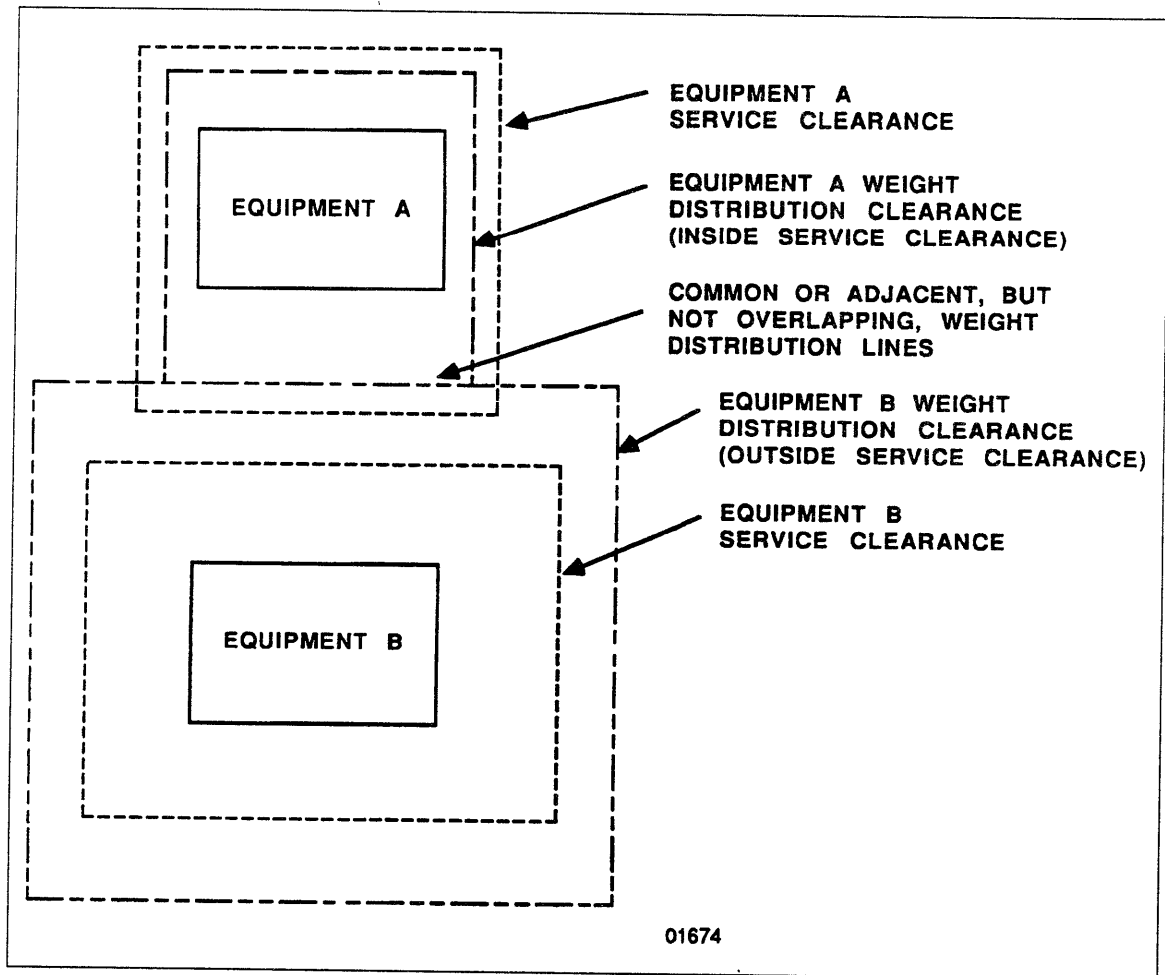 EQUIPMENT A
SERVICE CLEARANCE
EQUIPMENT A
EQUIPMENT A WEIGHT
DISTRIBUTION CLEARANCE
(INSIDE SERVICE CLEARANCE)
COMMON OR ADJACENT, BUT
NOT OVERLAPPING, WEIGHT
DISTRIBUTION LINES
EQUIPMENT B WEIGHT
DISTRIBUTION CLEARANCE
(OUTSIDE SERVICE CLEARANCE)
EQUIPMENT B
SERVICE CLEARANCE
EQUIPMENT B
01674